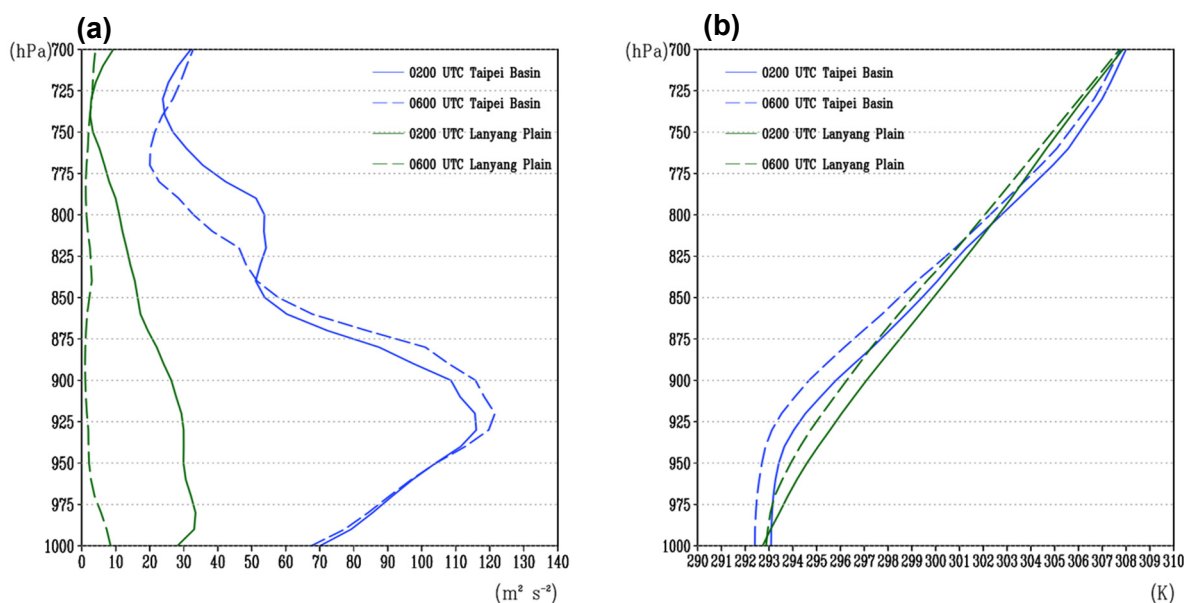 (a)
(hPa)
700
725
750
775
800
825
850
875
900
925
950
975
1000
0200 UTC Taipei Basin
0600 UTC Taipei Basin
0200 UTC Lanyang Plain
0600 UTC Lanyang Plain
0 10 20 30 40 50 60 70 80 90 100 110 120 130 140
(m² s⁻²)
(b)
(hPa)
700
725
750
775
800
825
850
875
900
925
950
975
1000
0200 UTC Taipei Basin
0600 UTC Taipei Basin
0200 UTC Lanyang Plain
0600 UTC Lanyang Plain
290 291 292 293 294 295 296 297 298 299 300 301 302 303 304 305 306 307 308 309 310
(K)